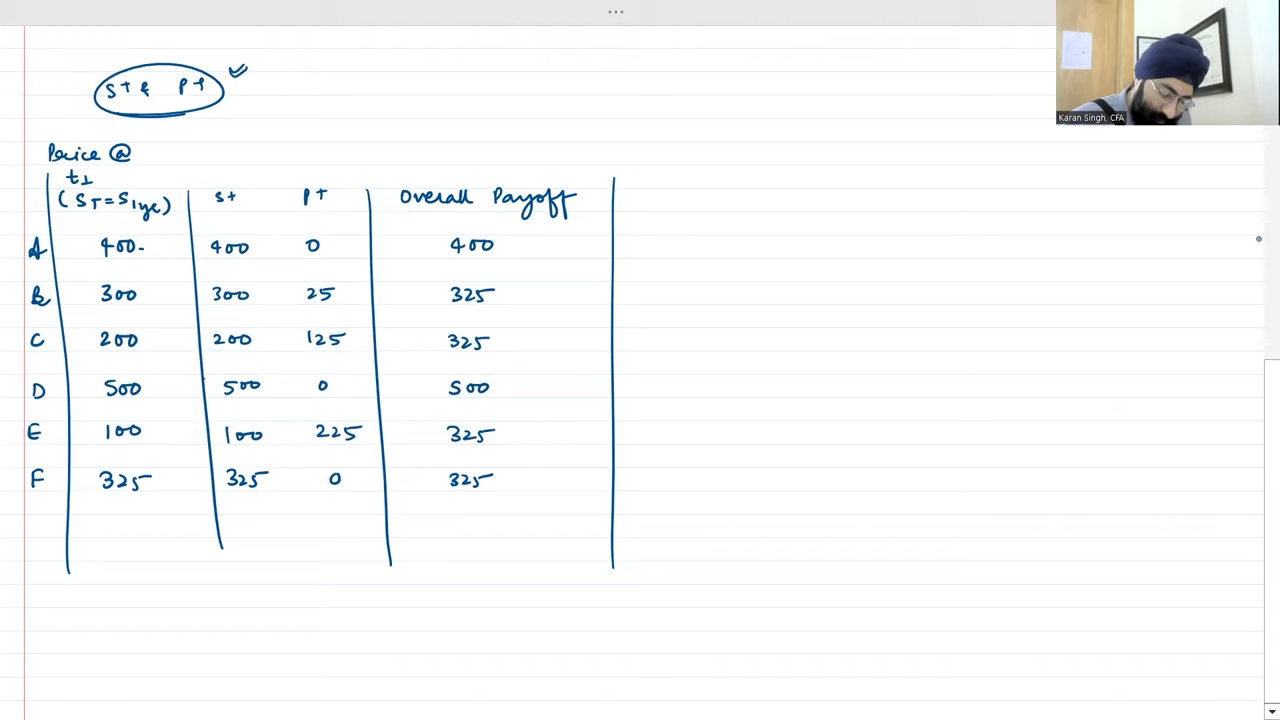 S+ & P+
Karan Singh, CFA
Price @
t1
(ST = S1yr) S+ P+ Overall Payoff
A 400- 400 0 400
B 300 300 25 325
C 200 200 125 325
D 500 500 0 500
E 100 100 225 325
F 325 325 0 325